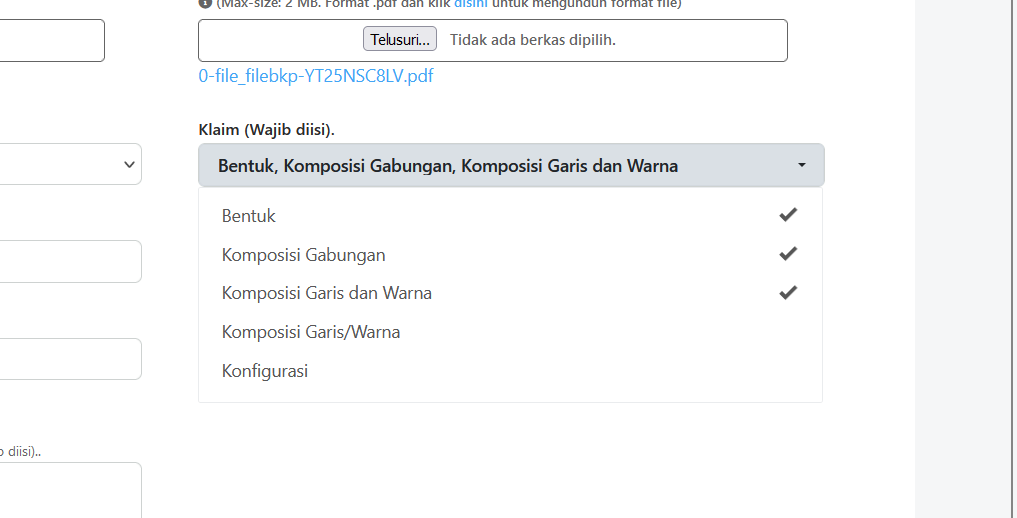 (Max-size: 2 MB. Format .pdf dan klik disini untuk mengunduh format file)
Telusuri... Tidak ada berkas dipilih.
0-file_filebkp-YT25NSC8LV.pdf
Klaim (Wajib diisi).
Bentuk, Komposisi Gabungan, Komposisi Garis dan Warna
Bentuk
Komposisi Gabungan
Komposisi Garis dan Warna
Komposisi Garis/Warna
Konfigurasi
diisi)..